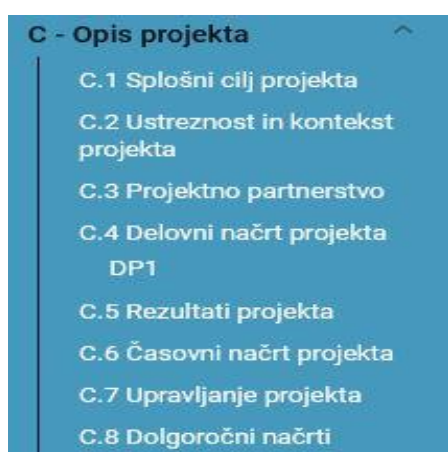 C - Opis projekta
C.1 Splošni cilj projekta
C.2 Ustreznost in kontekst
projekta
C.3 Projektno partnerstvo
C.4 Delovni načrt projekta
DP1
C.5 Rezultati projekta
C.6 Časovni načrt projekta
C.7 Upravljanje projekta
C.8 Dolgoročni načrti